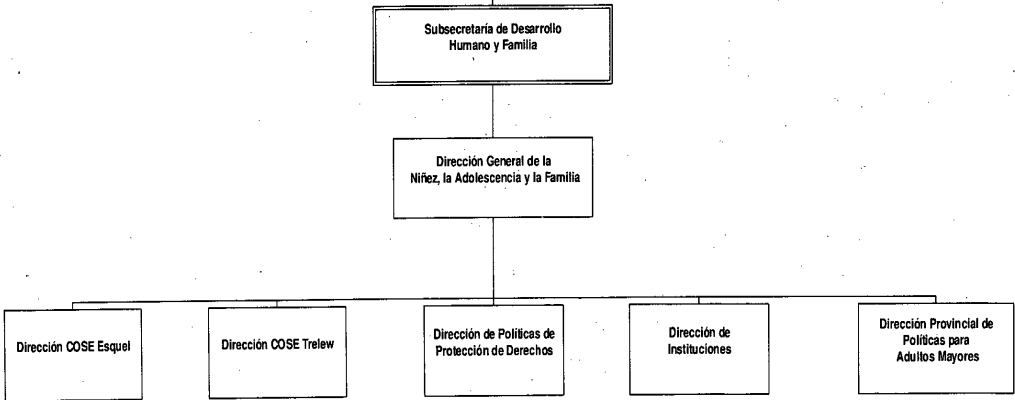 Subsecretaría de Desarrollo
Humano y Familia
Dirección General de la
Niñez, la Adolescencia y la Familia
Dirección COSE Esquel
Dirección COSE Trelew
Dirección de Políticas de
Protección de Derechos
Dirección de
Instituciones
Dirección Provincial de
Políticas para
Adultos Mayores